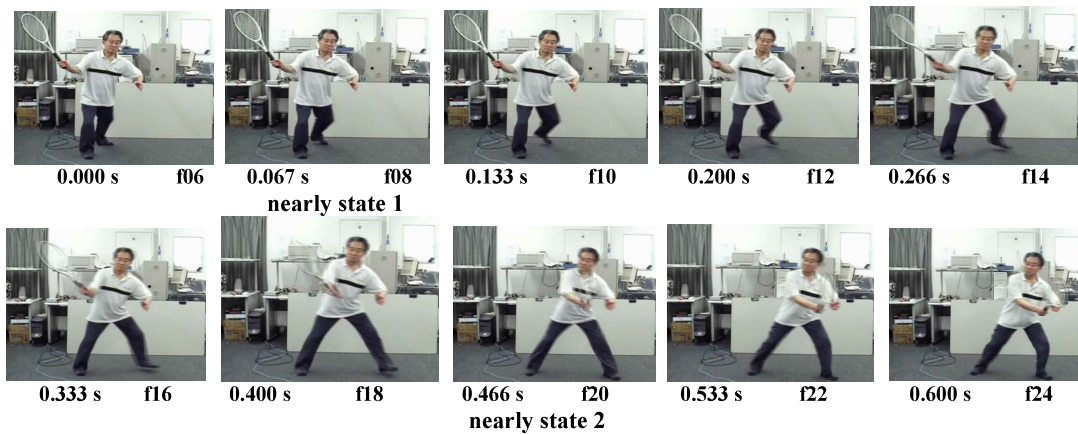 0.000 s f06 0.067 s f08 0.133 s f10 0.200 s f12 0.266 s f14
nearly state 1
0.333 s f16 0.400 s f18 0.466 s f20 0.533 s f22 0.600 s f24
nearly state 2